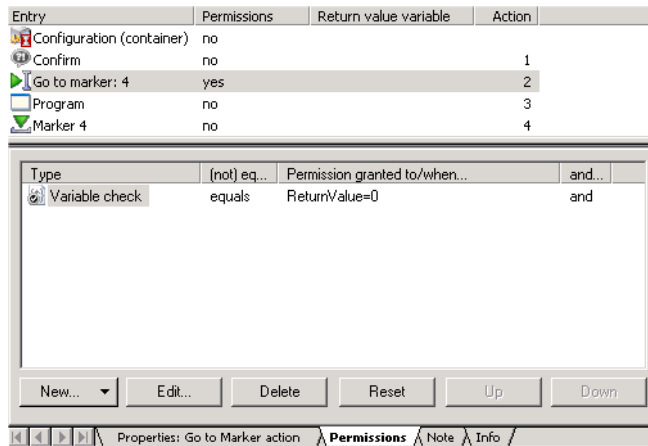 Entry Permissions Return value variable Action
Configuration (container) no
Confirm no 1
Go to marker: 4 yes 2
Program no 3
Marker 4 no 4
Type (not) eq... Permission granted to/when... and...
Variable check equals ReturnValue=0 and
New... Edit... Delete Reset Up Down
Properties: Go to Marker action Permissions Note Info